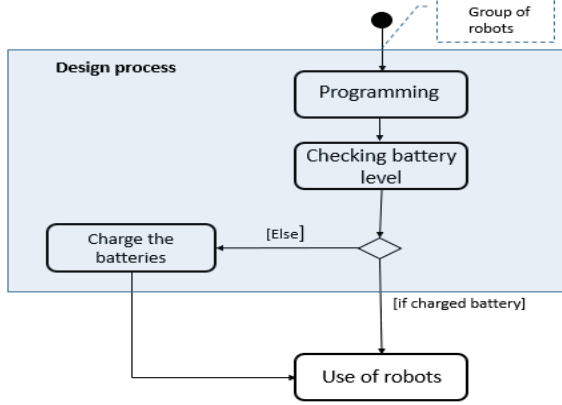 Group of
robots
Design process
Programming
Checking battery
level
[Else]
Charge the
batteries
[if charged battery]
Use of robots